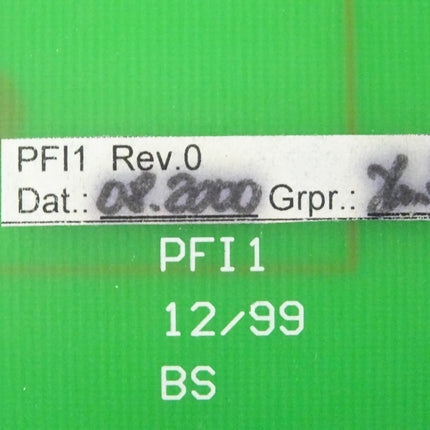 PFI1 Rev.0
Dat.: 08.2000 Grpr.:
PFI1
12/99
BS